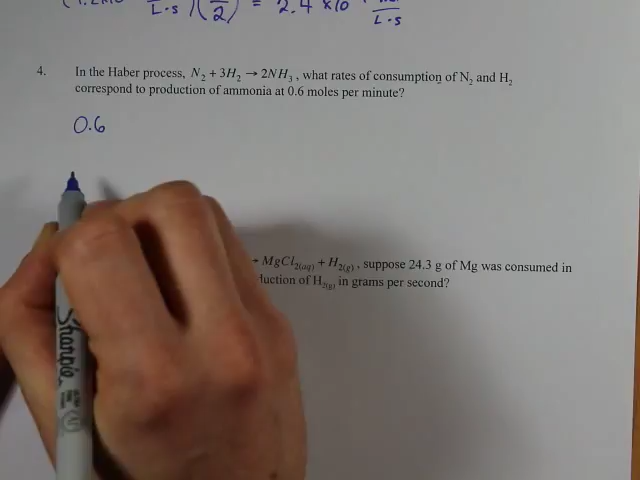 L·s 2 = 2.4 ×10
L·s
4. In the Haber process, N₂ + 3H₂ → 2NH₃, what rates of consumption of N₂ and H₂
correspond to production of ammonia at 0.6 moles per minute?
0.6
→ MgCl₂₍aq₎ + H₂₍g₎, suppose 24.3 g of Mg was consumed in
duction of H₂₍g₎ in grams per second?
Sharpie